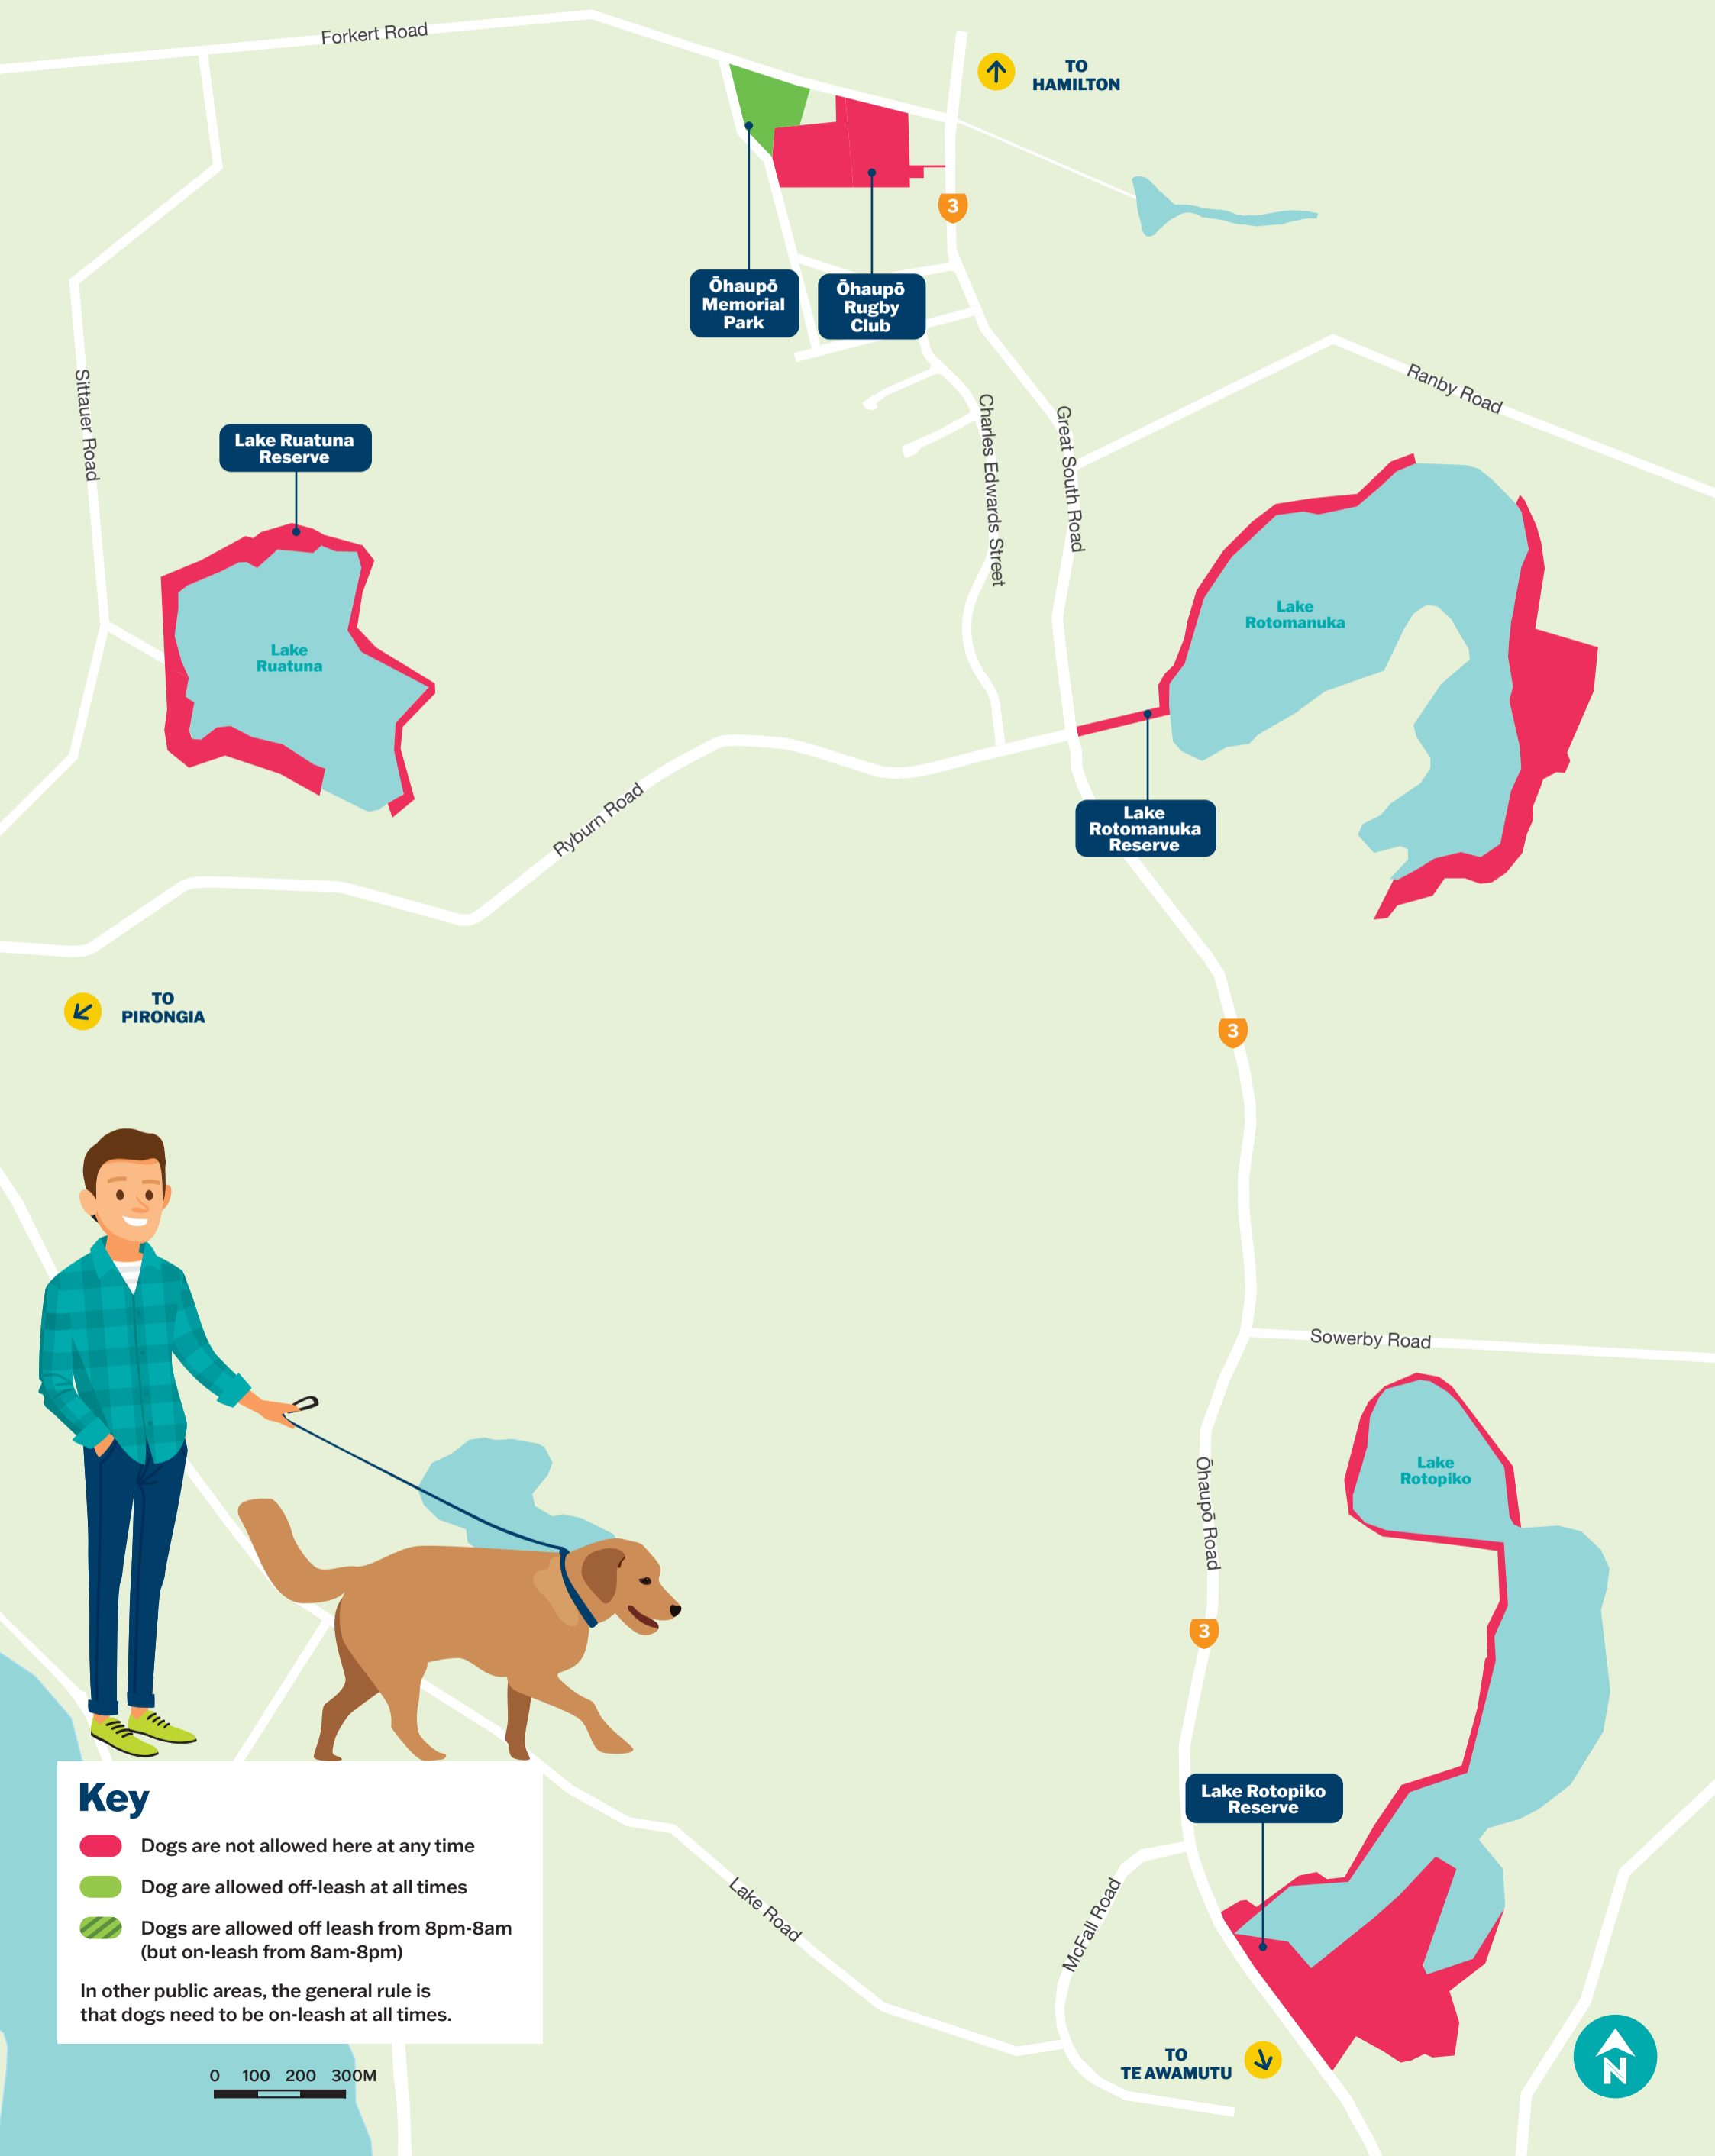 Forkert Road
TO
HAMILTON
3
Ōhaupō
Memorial
Park
Ōhaupō
Rugby
Club
Ranby Road
Sittauer Road
Charles Edwards Street
Great South Road
Lake Ruatuna
Reserve
Lake
Rotomanuka
Lake
Ruatuna
Ryburn Road
Lake
Rotomanuka
Reserve
TO
PIRONGIA
3
Sowerby Road
Lake
Rotopiko
Ōhaupō Road
3
Lake Rotopiko
Reserve
Key
Dogs are not allowed here at any time
Dog are allowed off-leash at all times
Dogs are allowed off leash from 8pm-8am
(but on-leash from 8am-8pm)
In other public areas, the general rule is
that dogs need to be on-leash at all times.
Lake Road
McFall Road
TO
TE AWAMUTU
0 100 200 300M
N